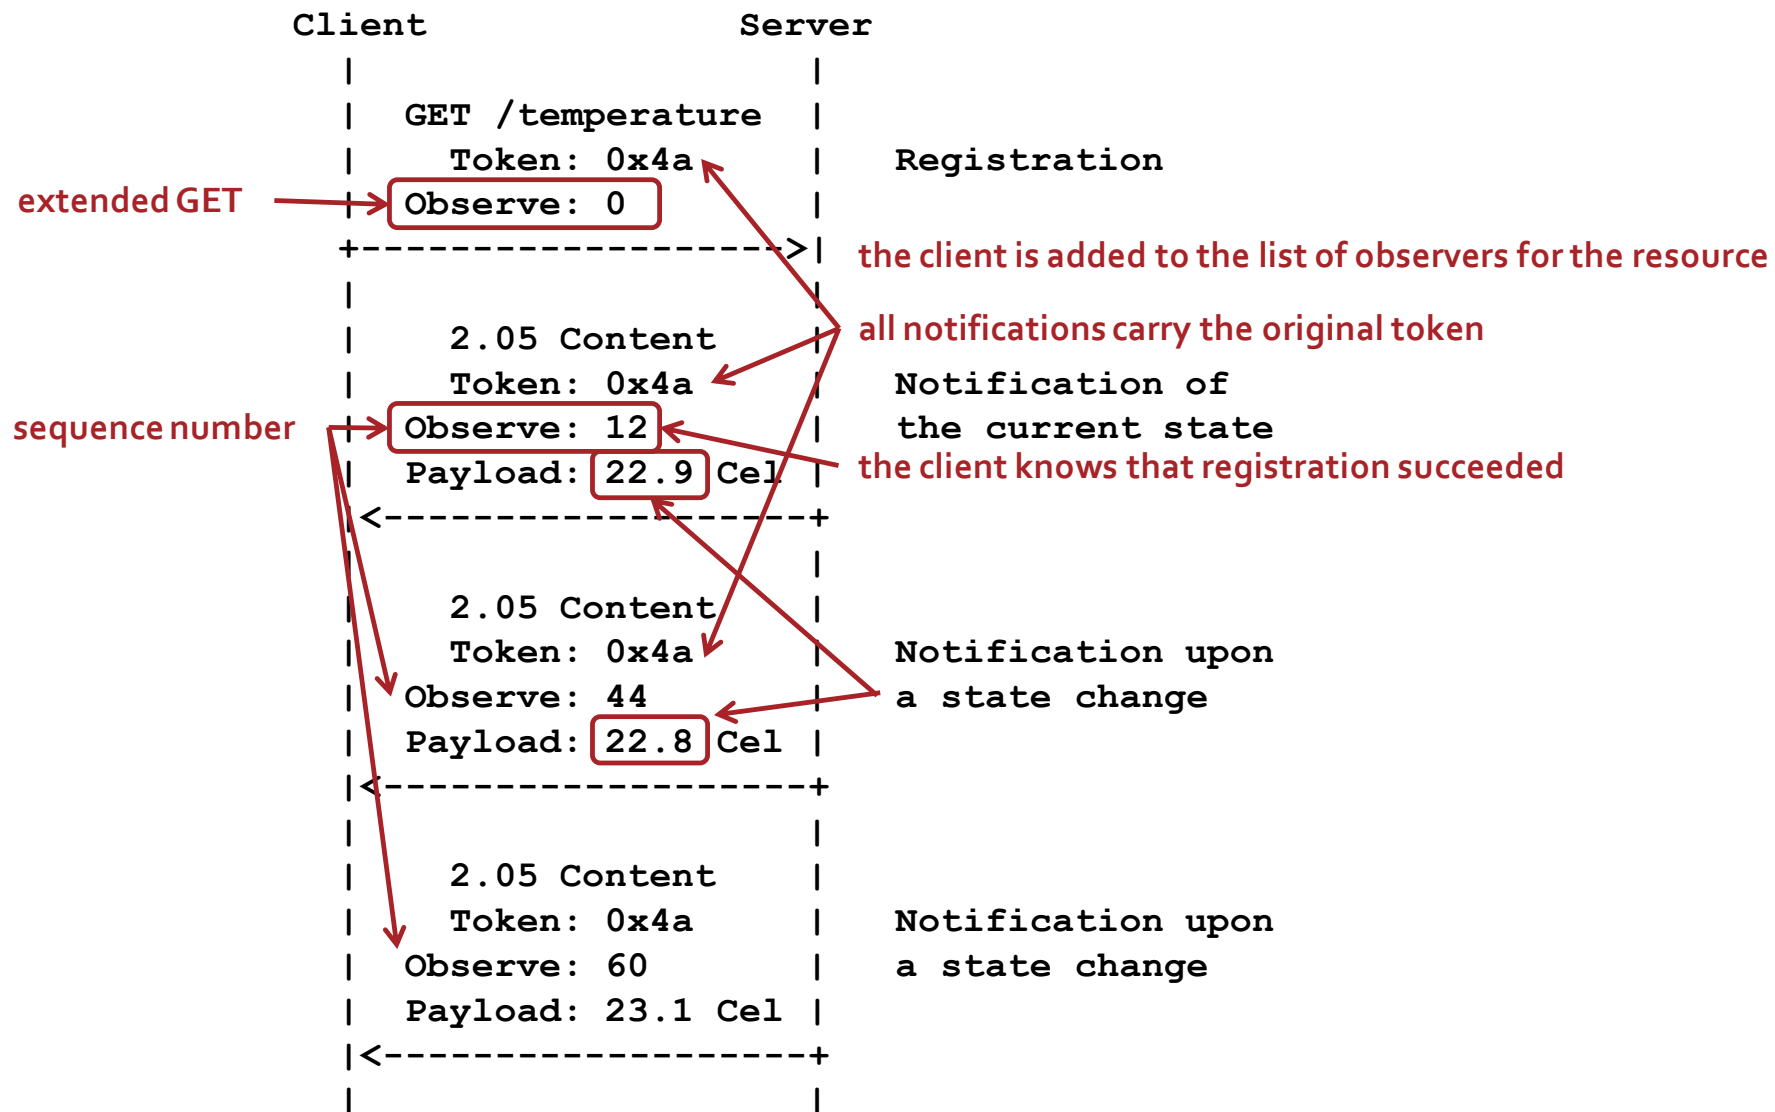 Client Server
GET /temperature
Token: 0x4a Registration
extended GET Observe: 0
the client is added to the list of observers for the resource
all notifications carry the original token
2.05 Content
Token: 0x4a Notification of
sequence number Observe: 12 the current state
Payload: 22.9 Cel the client knows that registration succeeded
2.05 Content
Token: 0x4a Notification upon
Observe: 44 a state change
Payload: 22.8 Cel
2.05 Content
Token: 0x4a Notification upon
Observe: 60 a state change
Payload: 23.1 Cel